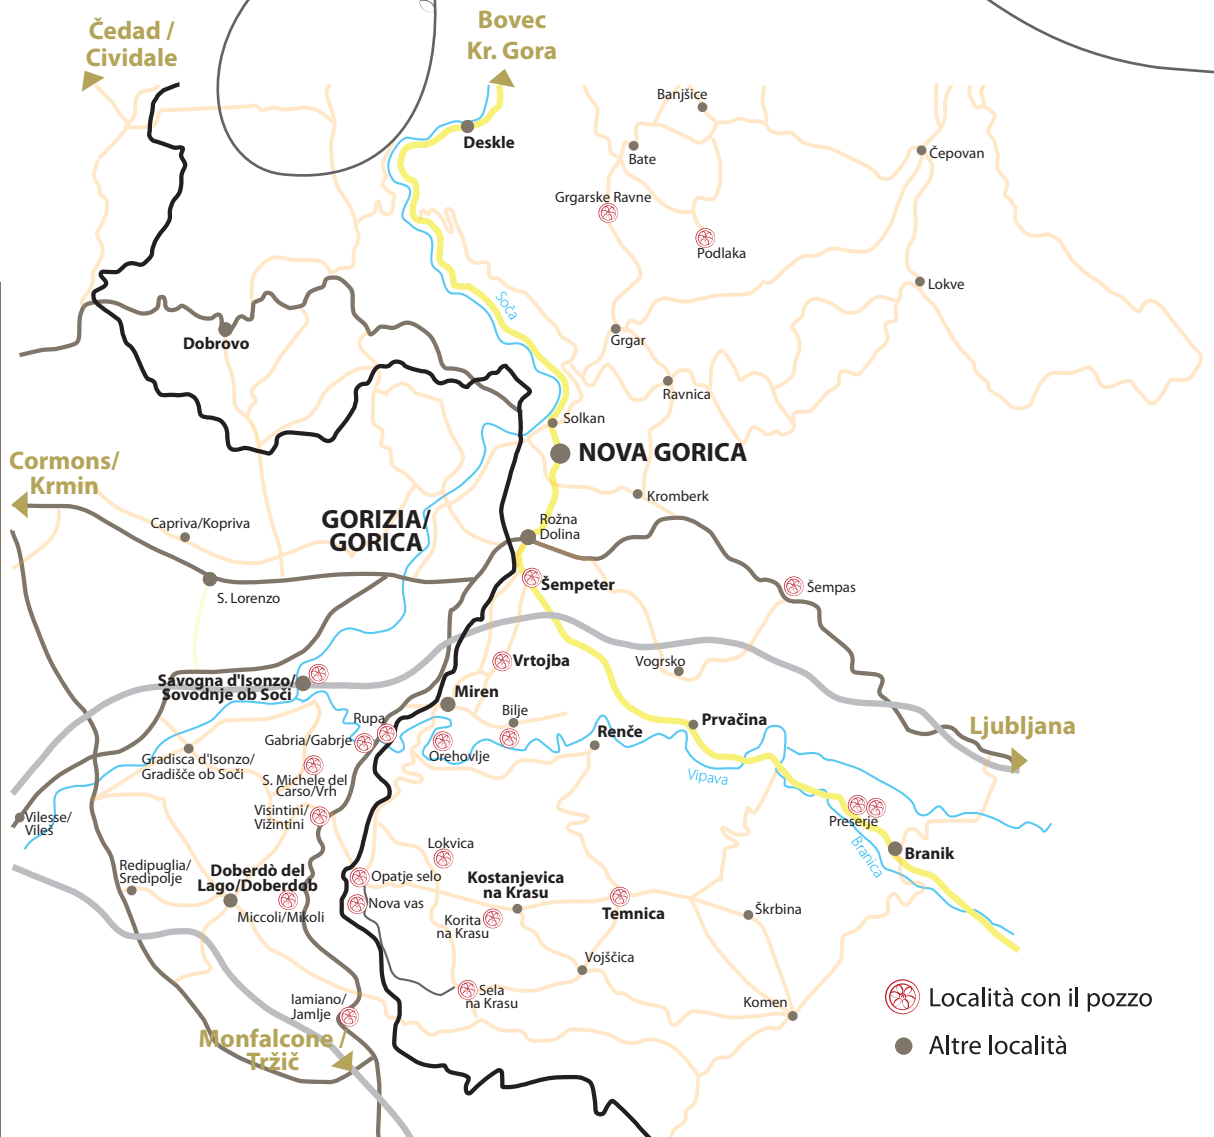 Čedad /
Cividale
Bovec
Kr. Gora
Banjšice
Deskle
Bate
Čepovan
Grgarske Ravne
Podlaka
Lokve
Soča
Dobrovo
Grgar
Ravnica
Solkan
NOVA GORICA
Cormons/
Krmin
Kromberk
Capriva/Kopriva
GORIZIA/
GORICA
Rožna
Dolina
Šempeter
Šempas
S. Lorenzo
Vrtojba
Vogrsko
Savogna d'Isonzo/
Sovodnje ob Soči
Miren
Bilje
Rupa
Prvačina
Ljubljana
Renče
Gabria/Gabrje
Orehovlje
Gradisca d'Isonzo/
Gradišče ob Soči
S. Michele del
Carso/Vrh
Vipava
Visintini/
Vižintini
Vilesse/
Vileš
Preserje
Branica
Branik
Lokvica
Redipuglia/
Sredipolje
Doberdò del
Lago/Doberdob
Opatje selo
Kostanjevica
na Krasu
Nova vas
Miccoli/Mikoli
Korita
na Krasu
Temnica
Škrbina
Vojščica
Sela
na Krasu
Iamiano/
Jamlje
Komen
Monfalcone /
Tržič
Località con il pozzo
Altre località